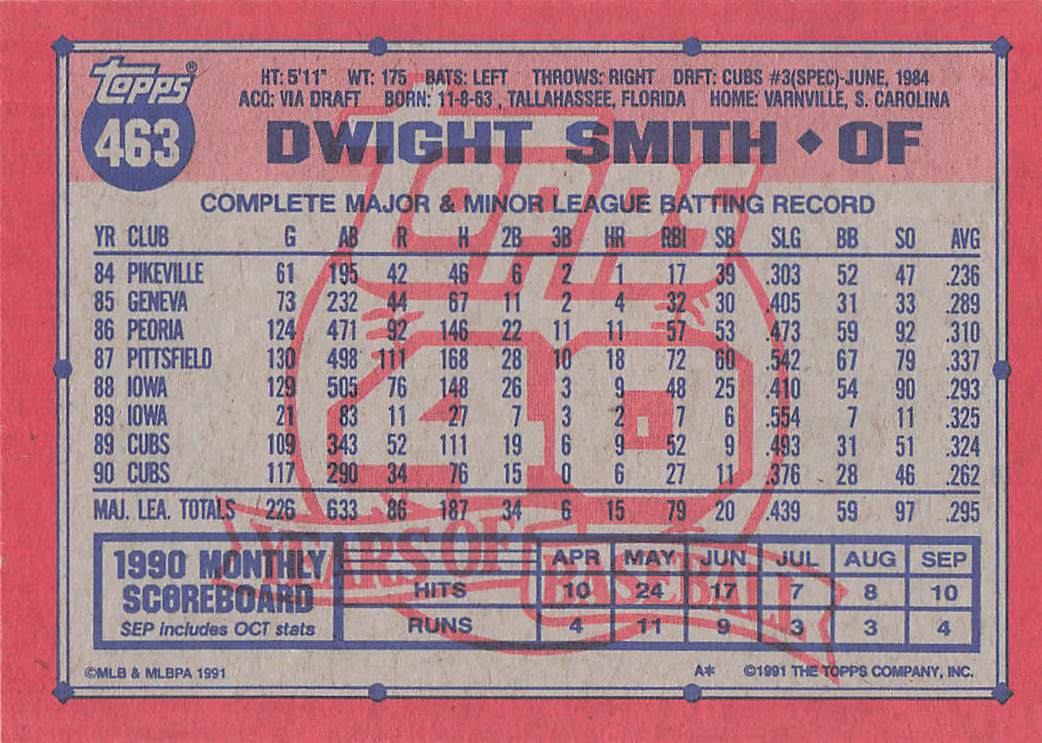 Topps®
463
HT: 5'11" WT: 175 BATS: LEFT THROWS: RIGHT DRFT: CUBS #3(SPEC)-JUNE, 1984
ACQ: VIA DRAFT BORN: 11-8-63 , TALLAHASSEE, FLORIDA HOME: VARNVILLE, S. CAROLINA
DWIGHT SMITH ♦ OF
Topps
40
YEARS OF
BASEBALL
COMPLETE MAJOR & MINOR LEAGUE BATTING RECORD
YR CLUB G AB R H 2B 3B HR RBI SB SLG BB SO AVG
84 PIKEVILLE 61 195 42 46 6 2 1 17 39 .303 52 47 .236
85 GENEVA 73 232 44 67 11 2 4 32 30 .405 31 33 .289
86 PEORIA 124 471 92 146 22 11 11 57 53 .473 59 92 .310
87 PITTSFIELD 130 498 111 168 28 10 18 72 60 .542 67 79 .337
88 IOWA 129 505 76 148 26 3 9 48 25 .410 54 90 .293
89 IOWA 21 83 11 27 7 3 2 7 6 .554 7 11 .325
89 CUBS 109 343 52 111 19 6 9 52 9 .493 31 51 .324
90 CUBS 117 290 34 76 15 0 6 27 11 .376 28 46 .262
MAJ. LEA. TOTALS 226 633 86 187 34 6 15 79 20 .439 59 97 .295
1990 MONTHLY
SCOREBOARD
SEP includes OCT stats
APR MAY JUN JUL AUG SEP
HITS 10 24 17 7 8 10
RUNS 4 11 9 3 3 4
©MLB & MLBPA 1991 A* ©1991 THE TOPPS COMPANY, INC.